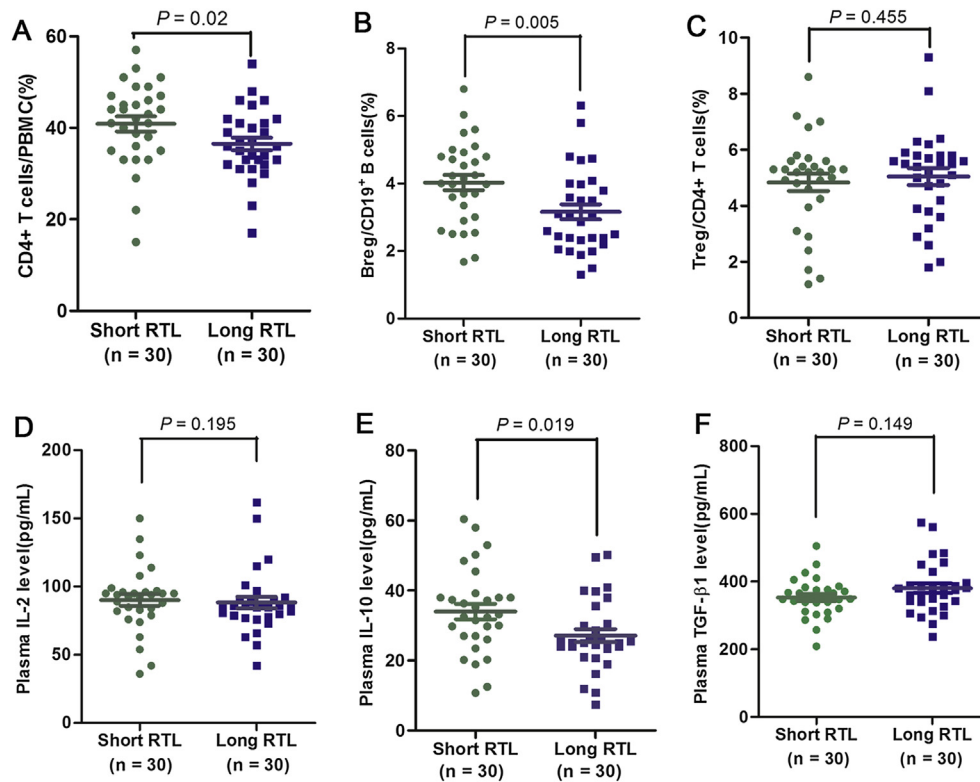 A
P = 0.02
CD4+ T cells/PBMC(%)
60
40
20
0
Short RTL
(n = 30)
Long RTL
(n = 30)
B
P = 0.005
Breg/CD19+ B cells(%)
8
6
4
2
0
Short RTL
(n = 30)
Long RTL
(n = 30)
C
P = 0.455
Treg/CD4+ T cells(%)
10
8
6
4
2
0
Short RTL
(n = 30)
Long RTL
(n = 30)
D
P = 0.195
Plasma IL-2 level(pg/mL)
200
150
100
50
0
Short RTL
(n = 30)
Long RTL
(n = 30)
E
P = 0.019
Plasma IL-10 level(pg/mL)
80
60
40
20
0
Short RTL
(n = 30)
Long RTL
(n = 30)
F
P = 0.149
Plasma TGF-β1 level(pg/mL)
800
600
400
200
0
Short RTL
(n = 30)
Long RTL
(n = 30)